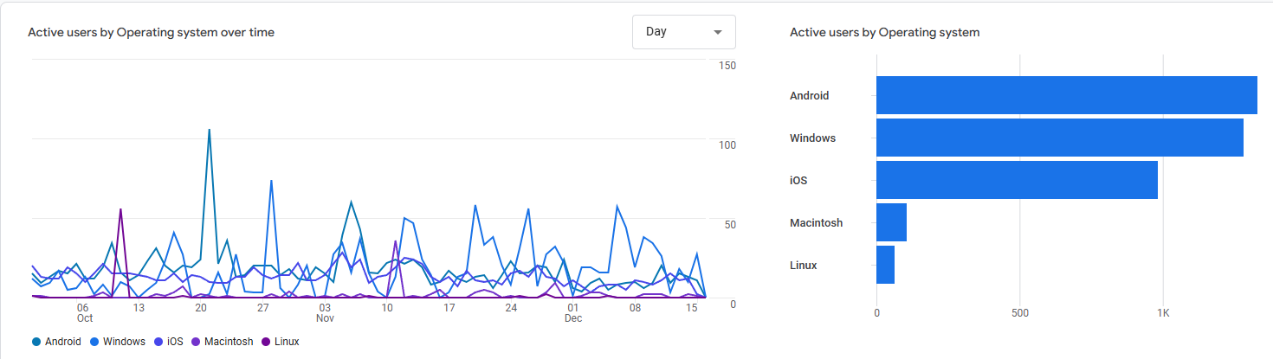 Active users by Operating system over time
Day
150
100
50
0
06
Oct
13
20
27
03
Nov
10
17
24
01
Dec
08
15
Android
Windows
iOS
Macintosh
Linux
Active users by Operating system
Android
Windows
iOS
Macintosh
Linux
0
500
1K